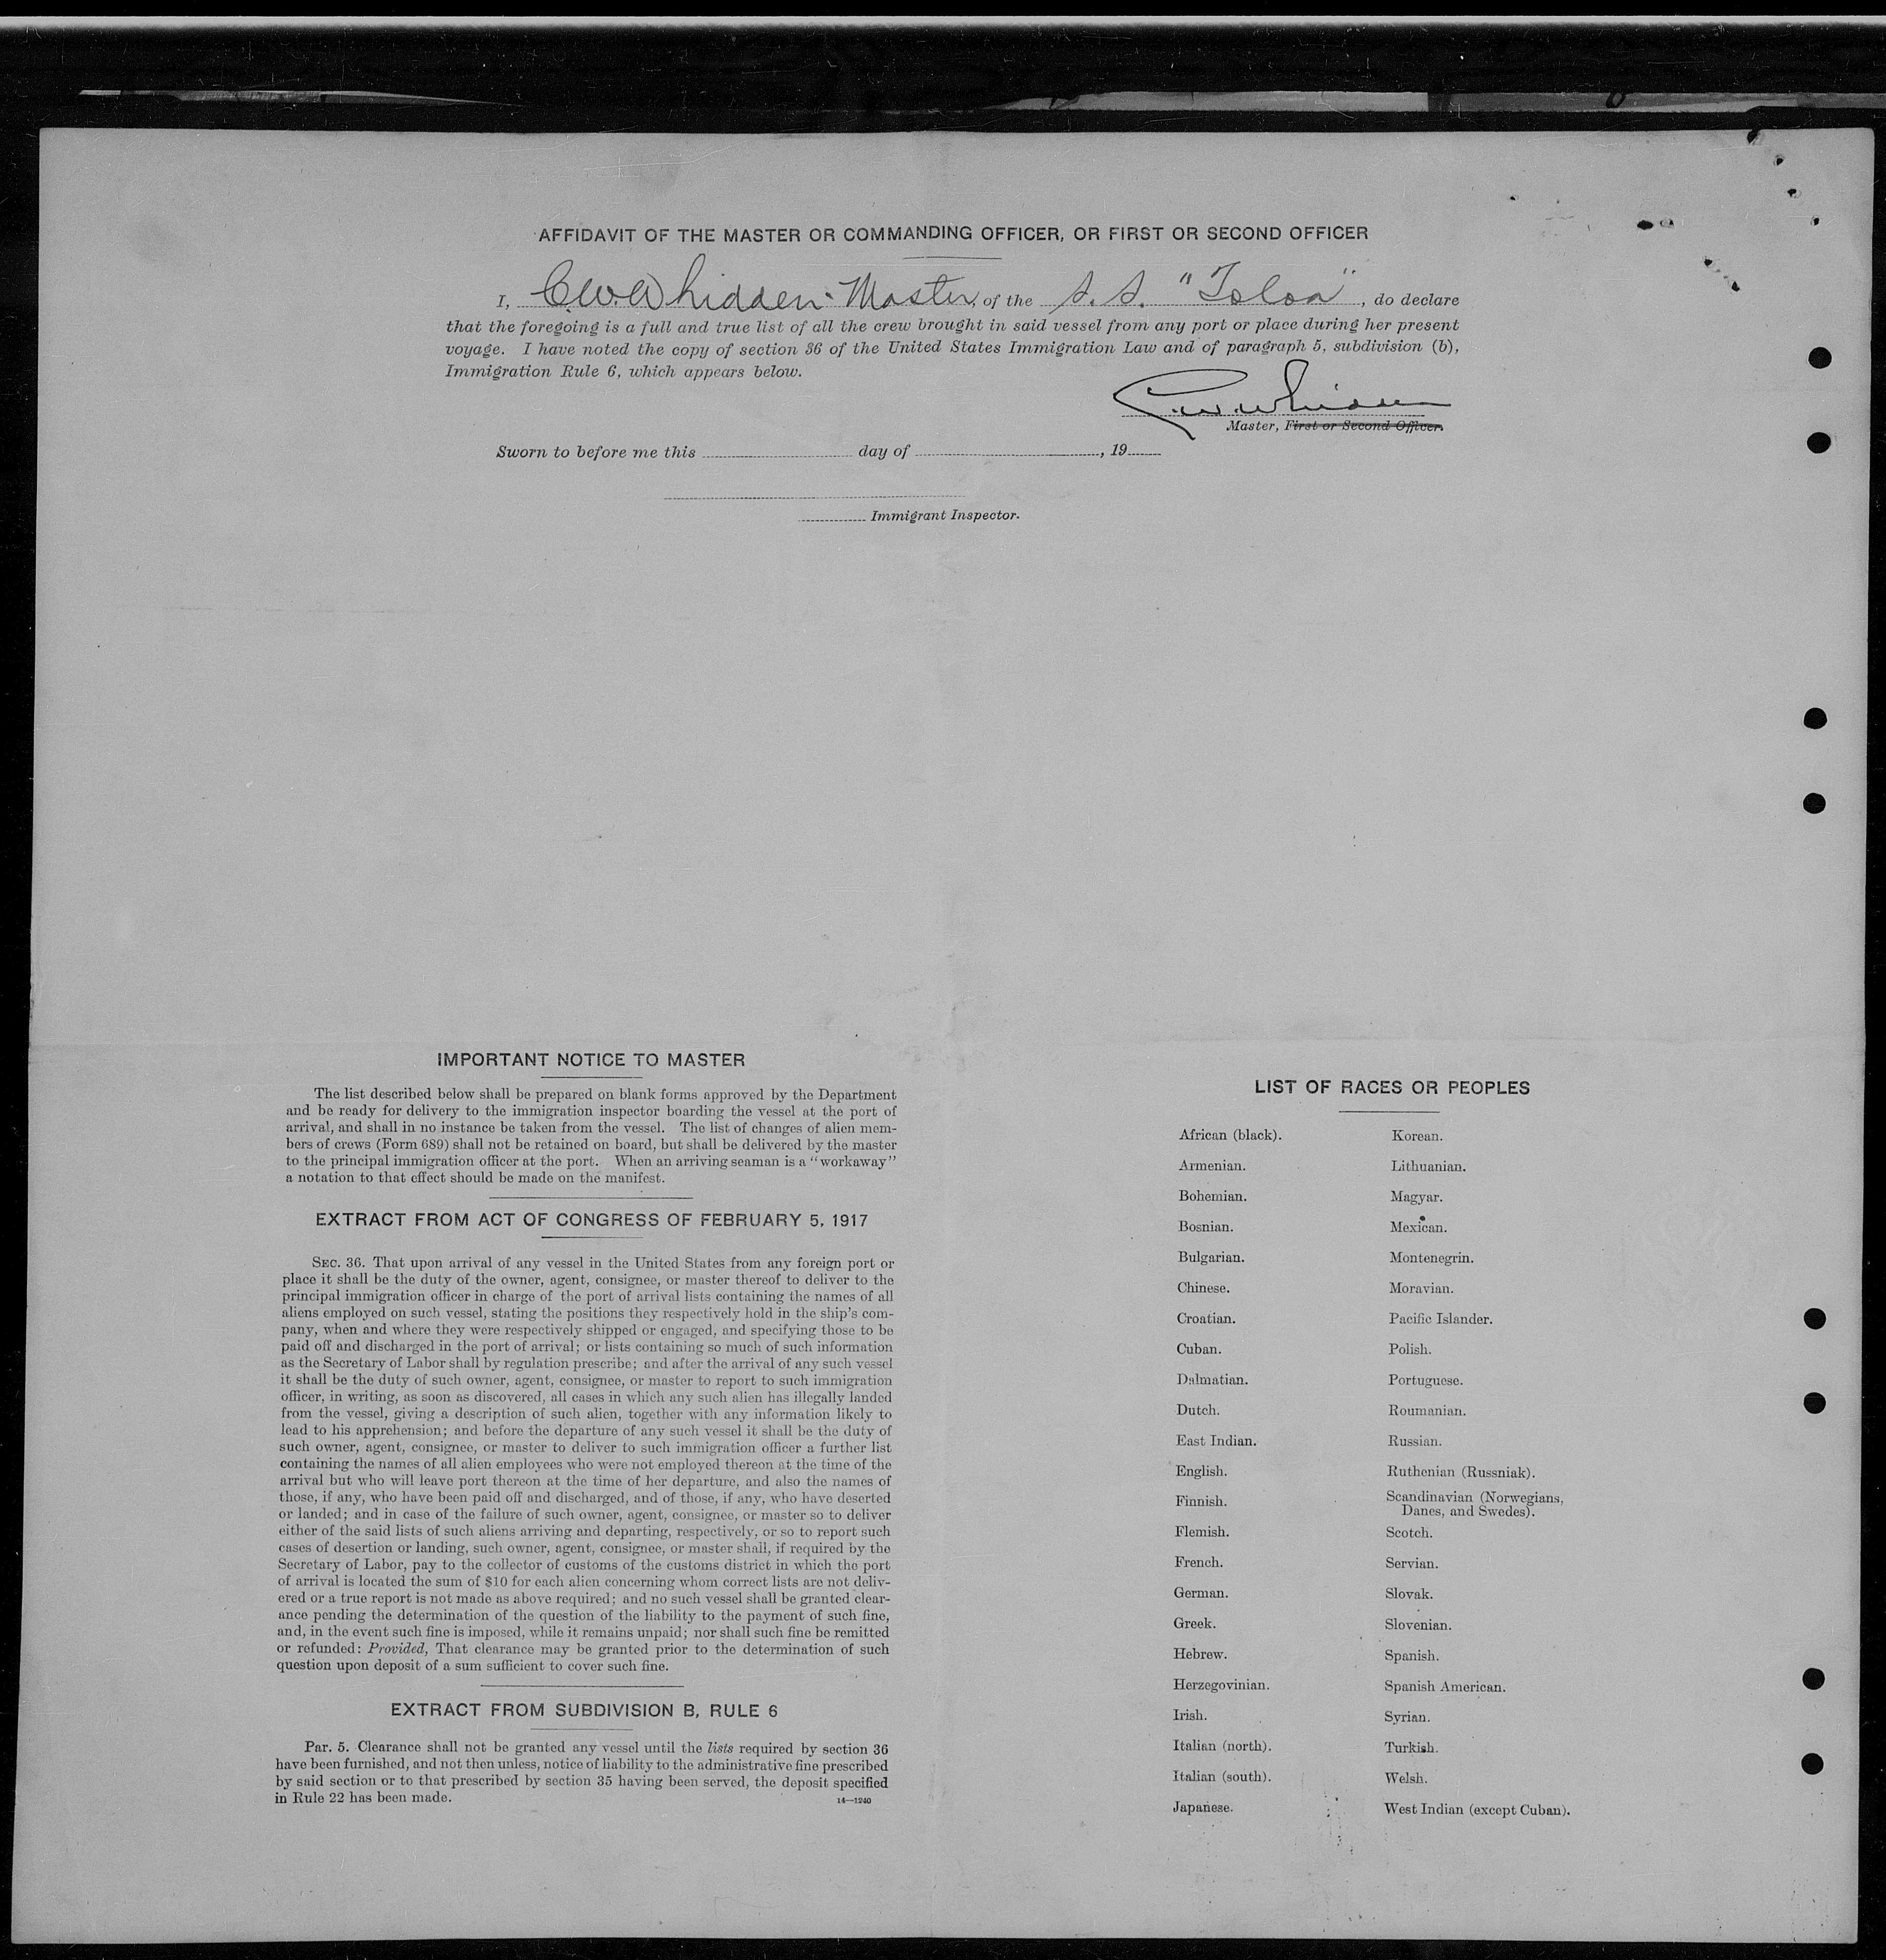 AFFIDAVIT OF THE MASTER OR COMMANDING OFFICER, OR FIRST OR SECOND OFFICER
I, C.W. Whidden - Master, of the S.S. "Toloa", do declare
that the foregoing is a full and true list of all the crew brought in said vessel from any port or place during her present
voyage. I have noted the copy of section 36 of the United States Immigration Law and of paragraph 5, subdivision (b),
Immigration Rule 6, which appears below.
C.W. Whidden
Master, First or Second Officer.
Sworn to before me this day of , 19
Immigrant Inspector.
IMPORTANT NOTICE TO MASTER
The list described below shall be prepared on blank forms approved by the Department
and be ready for delivery to the immigration inspector boarding the vessel at the port of
arrival, and shall in no instance be taken from the vessel. The list of changes of alien mem-
bers of crews (Form 689) shall not be retained on board, but shall be delivered by the master
to the principal immigration officer at the port. When an arriving seaman is a "workaway"
a notation to that effect should be made on the manifest.
EXTRACT FROM ACT OF CONGRESS OF FEBRUARY 5, 1917
SEC. 36. That upon arrival of any vessel in the United States from any foreign port or
place it shall be the duty of the owner, agent, consignee, or master thereof to deliver to the
principal immigration officer in charge of the port of arrival lists containing the names of all
aliens employed on such vessel, stating the positions they respectively hold in the ship's com-
pany, when and where they were respectively shipped or engaged, and specifying those to be
paid off and discharged in the port of arrival; or lists containing so much of such information
as the Secretary of Labor shall by regulation prescribe; and after the arrival of any such vessel
it shall be the duty of such owner, agent, consignee, or master to report to such immigration
officer, in writing, as soon as discovered, all cases in which any such alien has illegally landed
from the vessel, giving a description of such alien, together with any information likely to
lead to his apprehension; and before the departure of any such vessel it shall be the duty of
such owner, agent, consignee, or master to deliver to such immigration officer a further list
containing the names of all alien employees who were not employed thereon at the time of the
arrival but who will leave port thereon at the time of her departure, and also the names of
those, if any, who have been paid off and discharged, and of those, if any, who have deserted
or landed; and in case of the failure of such owner, agent, consignee, or master so to deliver
either of the said lists of such aliens arriving and departing, respectively, or so to report such
cases of desertion or landing, such owner, agent, consignee, or master shall, if required by the
Secretary of Labor, pay to the collector of customs of the customs district in which the port
of arrival is located the sum of $10 for each alien concerning whom correct lists are not deliv-
ered or a true report is not made as above required; and no such vessel shall be granted clear-
ance pending the determination of the question of the liability to the payment of such fine,
and, in the event such fine is imposed, while it remains unpaid; nor shall such fine be remitted
or refunded: Provided, That clearance may be granted prior to the determination of such
question upon deposit of a sum sufficient to cover such fine.
EXTRACT FROM SUBDIVISION B, RULE 6
Par. 5. Clearance shall not be granted any vessel until the lists required by section 36
have been furnished, and not then unless, notice of liability to the administrative fine prescribed
by said section or to that prescribed by section 35 having been served, the deposit specified
in Rule 22 has been made.
14—1240
LIST OF RACES OR PEOPLES
African (black).
Armenian.
Bohemian.
Bosnian.
Bulgarian.
Chinese.
Croatian.
Cuban.
Dalmatian.
Dutch.
East Indian.
English.
Finnish.
Flemish.
French.
German.
Greek.
Hebrew.
Herzegovinian.
Irish.
Italian (north).
Italian (south).
Japanese.
Korean.
Lithuanian.
Magyar.
Mexican.
Montenegrin.
Moravian.
Pacific Islander.
Polish.
Portuguese.
Roumanian.
Russian.
Ruthenian (Russniak).
Scandinavian (Norwegians,
Danes, and Swedes).
Scotch.
Servian.
Slovak.
Slovenian.
Spanish.
Spanish American.
Syrian.
Turkish.
Welsh.
West Indian (except Cuban).